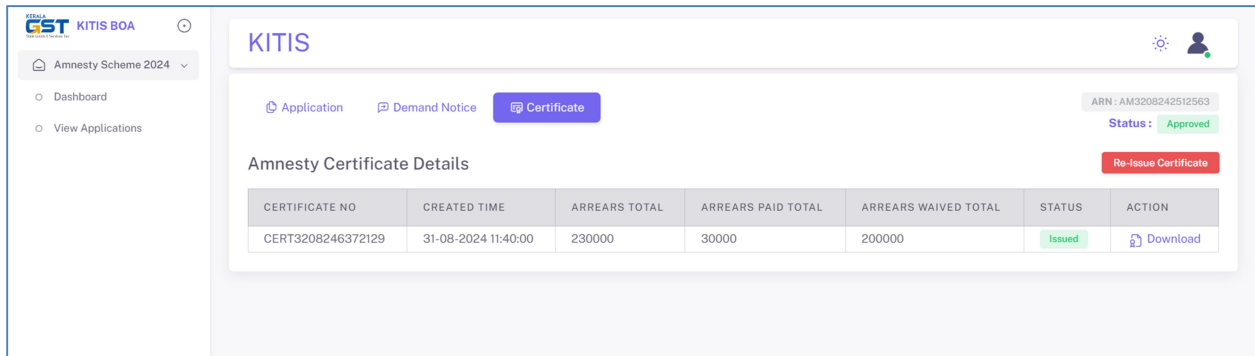 KERALA
GST
KITIS BOA
Amnesty Scheme 2024
Dashboard
View Applications
KITIS
Application
Demand Notice
Certificate
ARN : AM3208242512563
Status : Approved
Amnesty Certificate Details
Re-Issue Certificate
CERTIFICATE NO CREATED TIME ARREARS TOTAL ARREARS PAID TOTAL ARREARS WAIVED TOTAL STATUS ACTION
CERT3208246372129 31-08-2024 11:40:00 230000 30000 200000 Issued Download